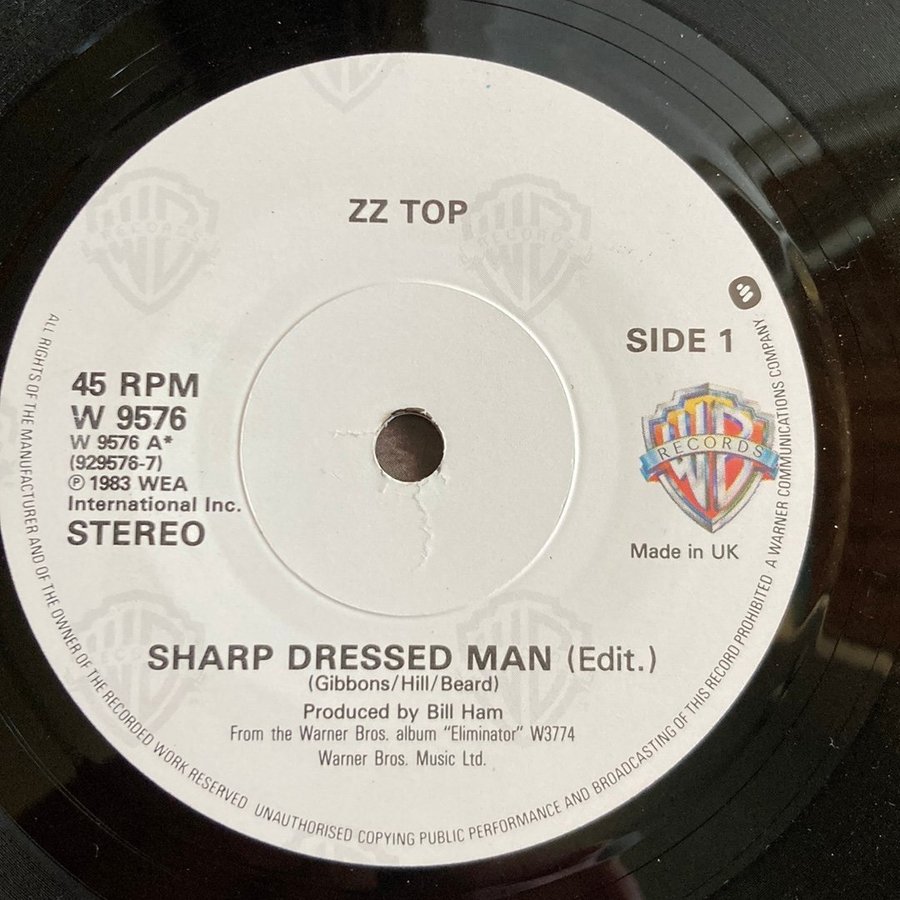 ZZ TOP
SIDE 1
45 RPM
W 9576
W 9576 A*
(929576-7)
℗ 1983 WEA
International Inc.
STEREO
WB
RECORDS
Made in UK
SHARP DRESSED MAN (Edit.)
(Gibbons/Hill/Beard)
Produced by Bill Ham
From the Warner Bros. album "Eliminator" W3774
Warner Bros. Music Ltd.
ALL RIGHTS OF THE MANUFACTURER AND OF THE OWNER OF THE RECORDED WORK RESERVED UNAUTHORISED COPYING PUBLIC PERFORMANCE AND BROADCASTING OF THIS RECORD PROHIBITED A WARNER COMMUNICATIONS COMPANY